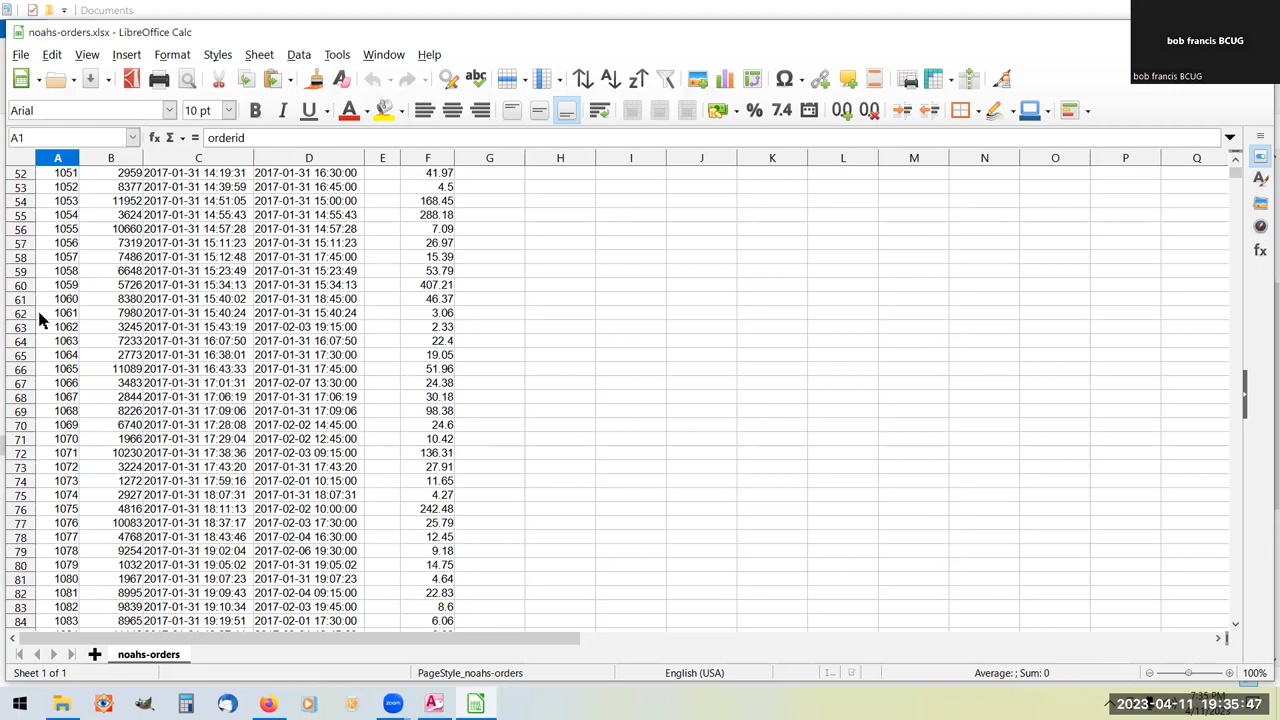 Documents
noahs-orders.xlsx - LibreOffice Calc
File Edit View Insert Format Styles Sheet Data Tools Window Help
Arial 10 pt B I U A % 7.4
A1 fx Σ = orderid
A B C D E F G H I J K L M N O P Q
52 1051 2959 2017-01-31 14:19:31 2017-01-31 16:30:00 41.97
53 1052 8377 2017-01-31 14:39:59 2017-01-31 16:45:00 4.5
54 1053 11952 2017-01-31 14:51:05 2017-01-31 15:00:00 168.45
55 1054 3624 2017-01-31 14:55:43 2017-01-31 14:55:43 288.18
56 1055 10660 2017-01-31 14:57:28 2017-01-31 14:57:28 7.09
57 1056 7319 2017-01-31 15:11:23 2017-01-31 15:11:23 26.97
58 1057 7486 2017-01-31 15:12:48 2017-01-31 17:45:00 15.39
59 1058 6648 2017-01-31 15:23:49 2017-01-31 15:23:49 53.79
60 1059 5726 2017-01-31 15:34:13 2017-01-31 15:34:13 407.21
61 1060 8380 2017-01-31 15:40:02 2017-01-31 18:45:00 46.37
62 1061 7980 2017-01-31 15:40:24 2017-01-31 15:40:24 3.06
63 1062 3245 2017-01-31 15:43:19 2017-02-03 19:15:00 2.33
64 1063 7233 2017-01-31 16:07:50 2017-01-31 16:07:50 22.4
65 1064 2773 2017-01-31 16:38:01 2017-01-31 17:30:00 19.05
66 1065 11089 2017-01-31 16:43:33 2017-01-31 17:45:00 51.96
67 1066 3483 2017-01-31 17:01:31 2017-02-07 13:30:00 24.38
68 1067 2844 2017-01-31 17:06:19 2017-01-31 17:06:19 30.18
69 1068 8226 2017-01-31 17:09:06 2017-01-31 17:09:06 98.38
70 1069 6740 2017-01-31 17:28:08 2017-02-02 14:45:00 24.6
71 1070 1966 2017-01-31 17:29:04 2017-02-02 12:45:00 10.42
72 1071 10230 2017-01-31 17:38:36 2017-02-03 09:15:00 136.31
73 1072 3224 2017-01-31 17:43:20 2017-01-31 17:43:20 27.91
74 1073 1272 2017-01-31 17:59:16 2017-02-01 10:15:00 11.65
75 1074 2927 2017-01-31 18:07:31 2017-01-31 18:07:31 4.27
76 1075 4816 2017-01-31 18:11:13 2017-02-02 10:00:00 242.48
77 1076 10083 2017-01-31 18:37:17 2017-02-03 17:30:00 25.79
78 1077 4768 2017-01-31 18:43:46 2017-02-04 16:30:00 12.45
79 1078 9254 2017-01-31 19:02:04 2017-02-06 19:30:00 9.18
80 1079 1032 2017-01-31 19:05:02 2017-01-31 19:05:02 14.75
81 1080 1967 2017-01-31 19:07:23 2017-01-31 19:07:23 4.64
82 1081 8995 2017-01-31 19:09:43 2017-02-04 09:15:00 22.83
83 1082 9839 2017-01-31 19:10:34 2017-02-03 19:45:00 8.6
84 1083 8965 2017-01-31 19:19:51 2017-02-01 17:30:00 6.06
noahs-orders
Sheet 1 of 1 PageStyle_noahs-orders English (USA) Average: ; Sum: 0 100%
bob francis BCUG
bob francis BCUG
zoom
7:35 PM
2023-04-11 19:35:47
4/11/2023